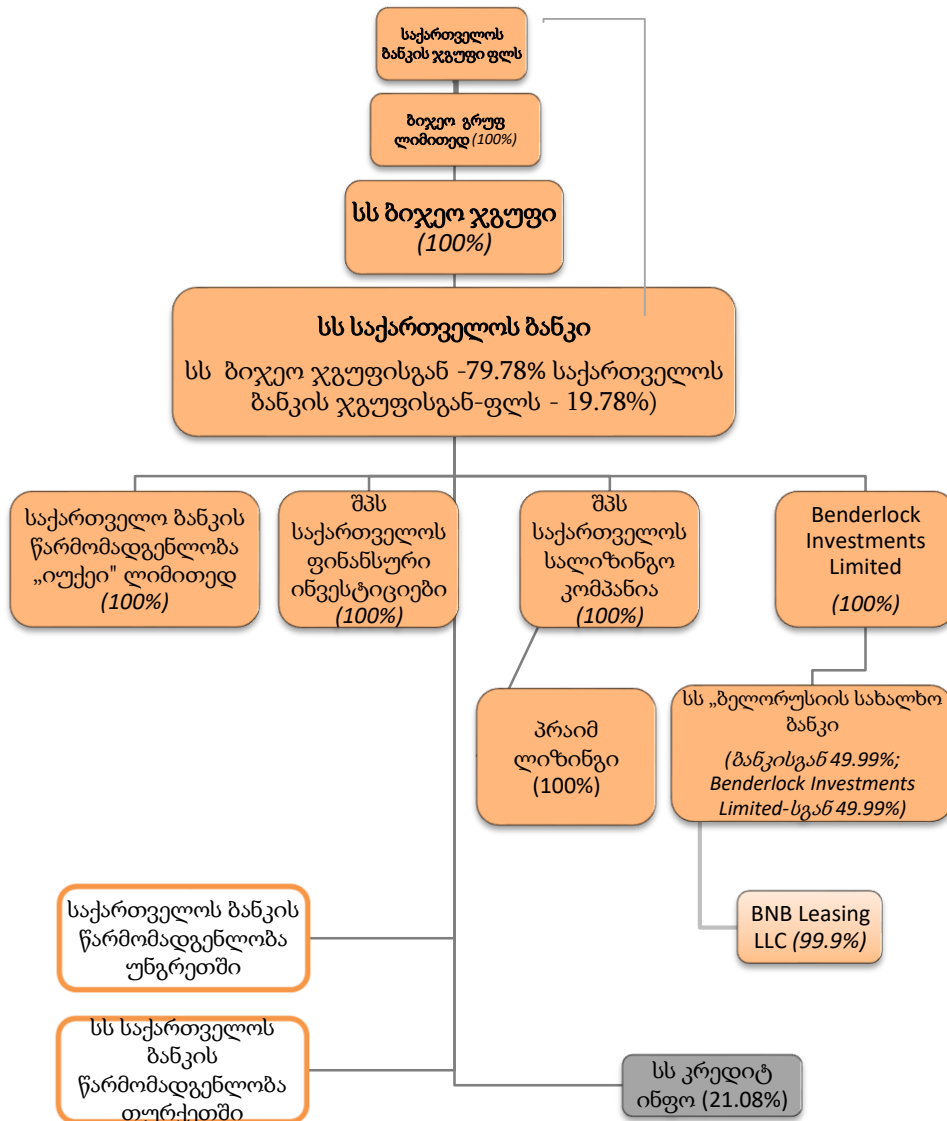 საქართველოს
ბანკის ჯგუფი ფლს
ბიჯეო გრუფ
ლიმითედ (100%)
სს ბიჯეო ჯგუფი
(100%)
სს საქართველოს ბანკი
სს ბიჯეო ჯგუფისგან -79.78% საქართველოს
ბანკის ჯგუფისგან-ფლს - 19.78%)
საქართველო ბანკის
წარმომადგენლობა
„იუქეი" ლიმიტედ
(100%)
შპს
საქართველოს
ფინანსური
ინვესტიციები
(100%)
შპს
საქართველოს
სალიზინგო
კომპანია
(100%)
Benderlock
Investments
Limited
(100%)
პრაიმ
ლიზინგი
(100%)
სს „ბელორუსიის სახალხო
ბანკი
(ბანკისგან 49.99%;
Benderlock Investments
Limited-სგან 49.99%)
BNB Leasing
LLC (99.9%)
საქართველოს ბანკის
წარმომადგენლობა
უნგრეთში
სს საქართველოს
ბანკის
წარმომადგენლობა
თურქეთში
სს კრედიტ
ინფო (21.08%)